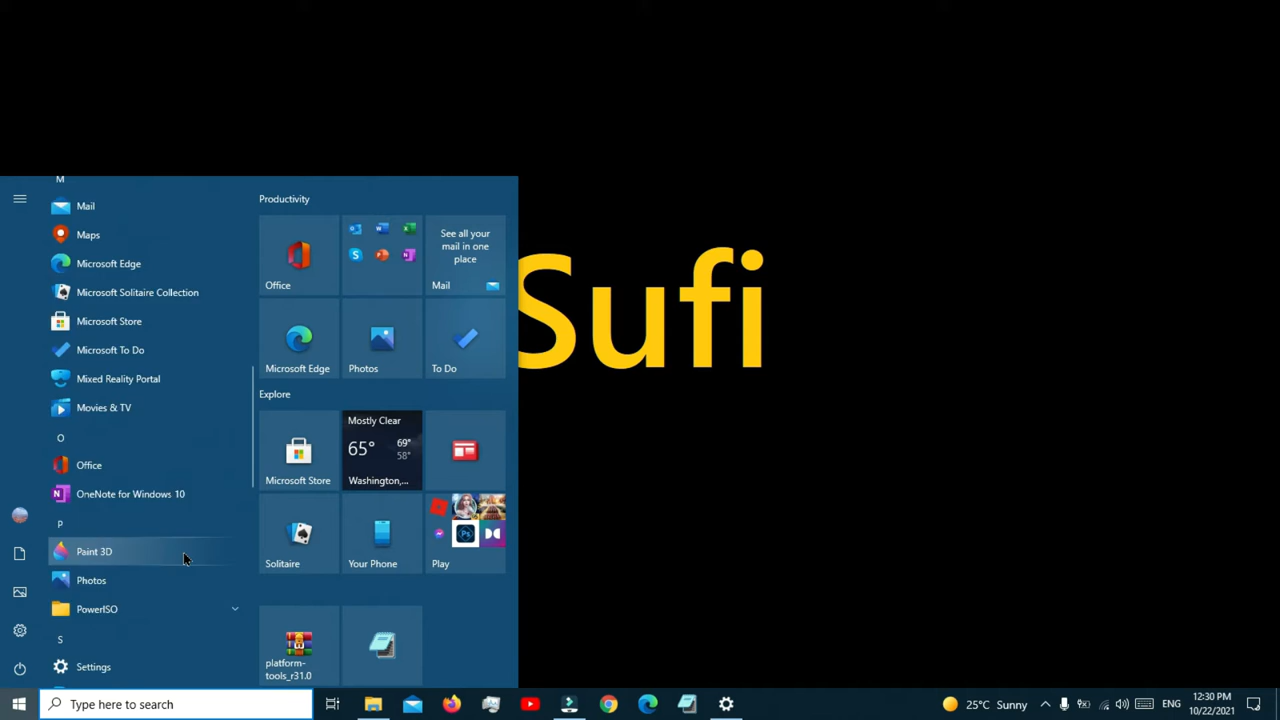 M
Mail
Maps
Microsoft Edge
Microsoft Solitaire Collection
Microsoft Store
Microsoft To Do
Mixed Reality Portal
Movies & TV
O
Office
OneNote for Windows 10
P
Paint 3D
Photos
PowerISO
S
Settings
Productivity
Office
See all your
mail in one
place
Mail
Microsoft Edge
Photos
To Do
Explore
Microsoft Store
Mostly Clear
65° 69°
58°
Washington,...
Solitaire
Your Phone
Play
platform-
tools_r31.0
Sufi
Type here to search
25°C Sunny
ENG
12:30 PM
10/22/2021